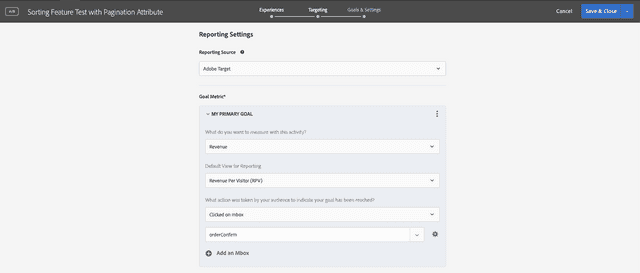 A/B
Sorting Feature Test with Pagination Attribute
Experiences
Targeting
Goals & Settings
Cancel
Save & Close
Reporting Settings
Reporting Source
Adobe Target
Goal Metric*
MY PRIMARY GOAL
What do you want to measure with this activity?
Revenue
Default View for Reporting
Revenue Per Visitor (RPV)
What action was taken by your audience to indicate your goal has been reached?
Clicked on mbox
orderConfirm
Add an Mbox